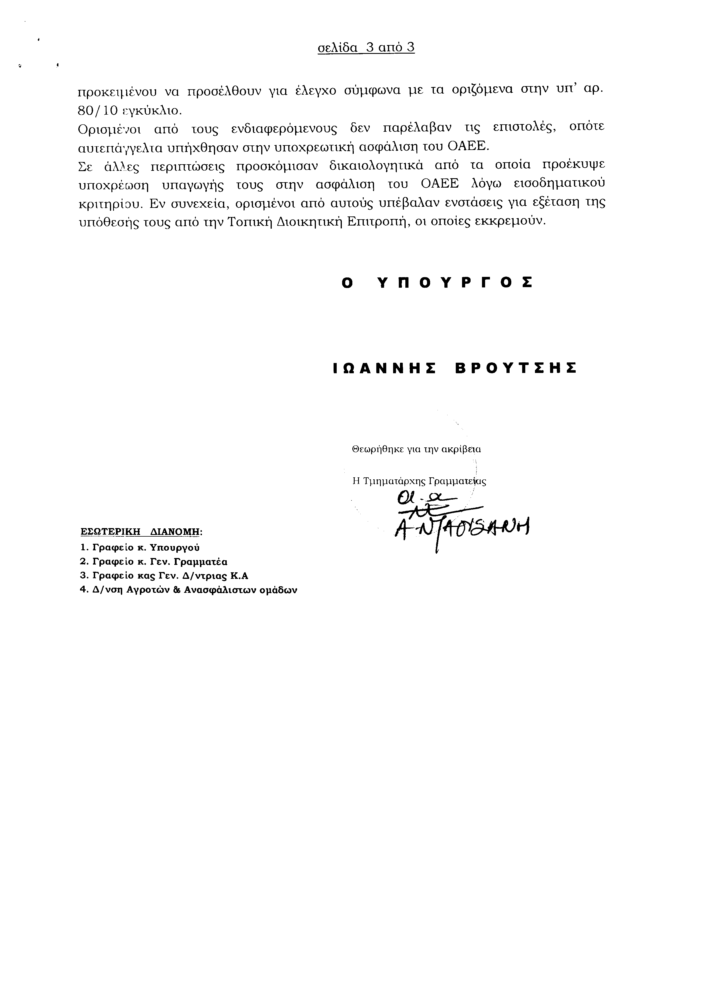 σελίδα 3 από 3
προκειμένου να προσέλθουν για έλεγχο σύμφωνα με τα οριζόμενα στην υπ’ αρ.
80/10 εγκύκλιο.
Ορισμένοι από τους ενδιαφερόμενους δεν παρέλαβαν τις επιστολές, οπότε
αυτεπάγγελτα υπήχθησαν στην υποχρεωτική ασφάλιση του ΟΑΕΕ.
Σε άλλες περιπτώσεις προσκόμισαν δικαιολογητικά από τα οποία προέκυψε
υποχρέωση υπαγωγής τους στην ασφάλιση του ΟΑΕΕ λόγω εισοδηματικού
κριτηρίου. Εν συνεχεία, ορισμένοι από αυτούς υπέβαλαν ενστάσεις για εξέταση της
υπόθεσής τους από την Τοπική Διοικητική Επιτροπή, οι οποίες εκκρεμούν.
Ο ΥΠΟΥΡΓΟΣ
ΙΩΑΝΝΗΣ ΒΡΟΥΤΣΗΣ
Θεωρήθηκε για την ακρίβεια
Η Τμηματάρχης Γραμματείας
ΕΣΩΤΕΡΙΚΗ ΔΙΑΝΟΜΗ:
1. Γραφείο κ. Υπουργού
2. Γραφείο κ. Γεν. Γραμματέα
3. Γραφείο κας Γεν. Δ/ντριας Κ.Α
4. Δ/νση Αγροτών & Ανασφάλιστων ομάδων